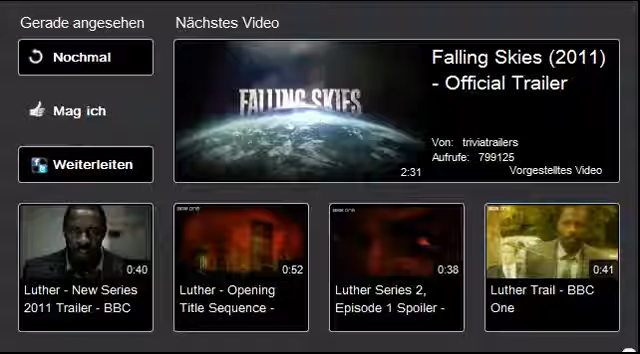 Gerade angesehen
Nächstes Video
Nochmal
Mag ich
Weiterleiten
FALLING SKIES
2:31
Falling Skies (2011)
- Official Trailer
Von: triviatrailers
Aufrufe: 799125
Vorgestelltes Video
0:40
Luther - New Series
2011 Trailer - BBC
0:52
Luther - Opening
Title Sequence -
0:38
Luther Series 2,
Episode 1 Spoiler -
0:41
Luther Trail - BBC
One